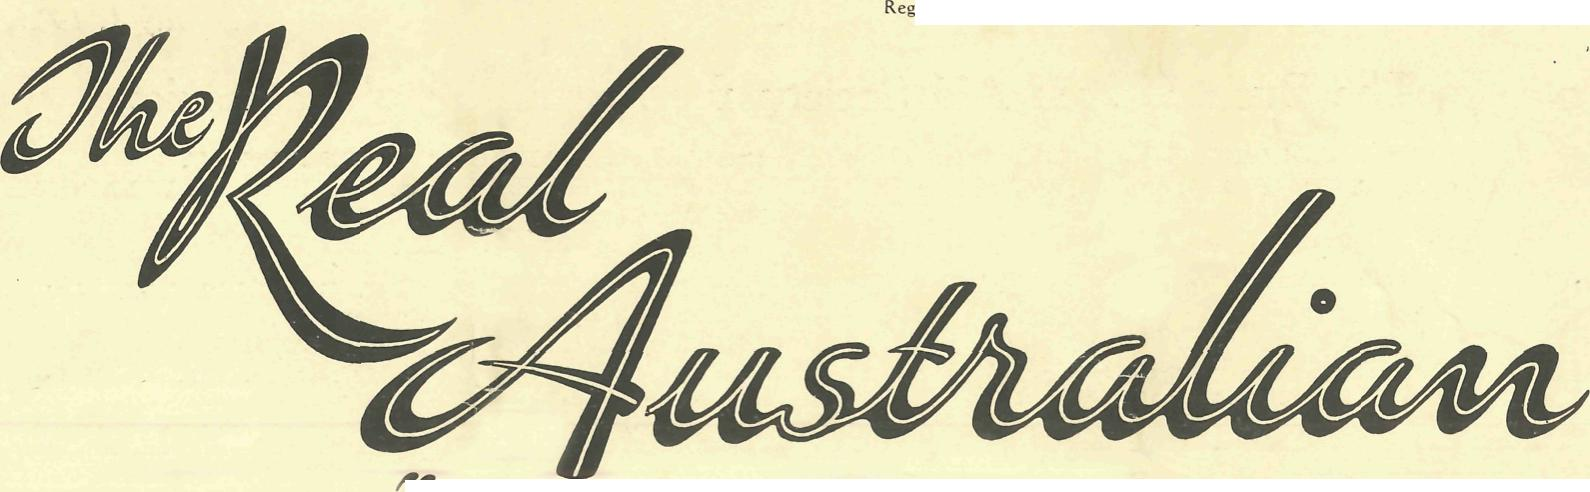 Reg
The Real
Australian